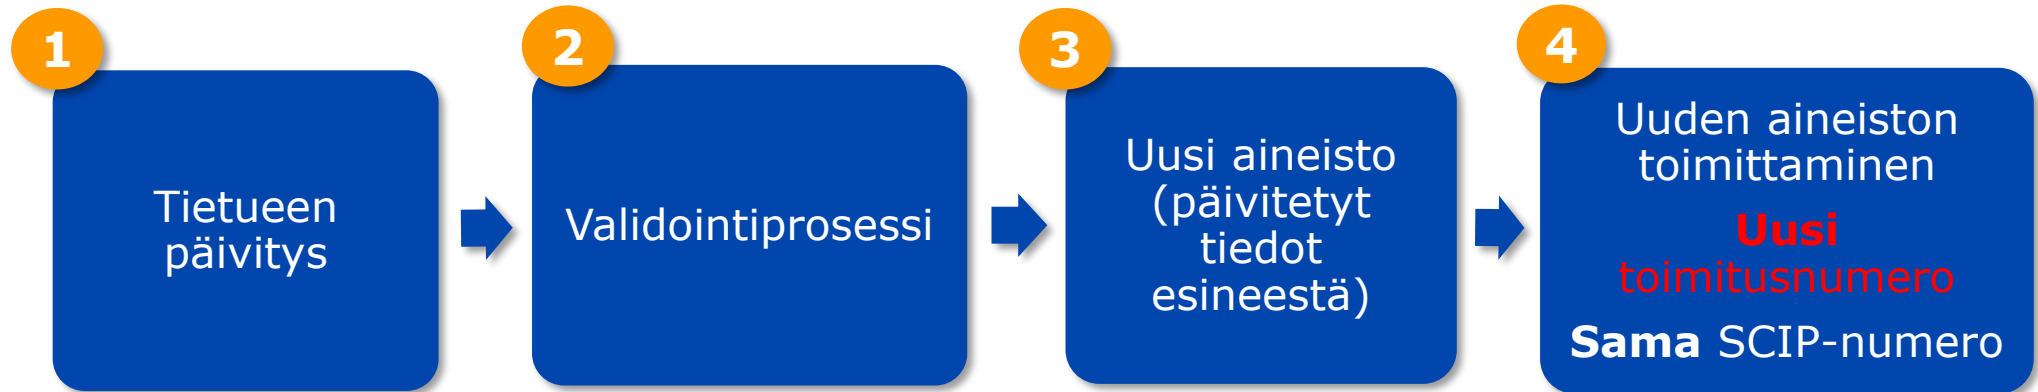 1
Tietueen
päivitys
2
Validointiprosessi
3
Uusi aineisto
(päivitetyt
tiedot
esineestä)
4
Uuden aineiston
toimittaminen
Uusi
toimitusnumero
Sama SCIP-numero